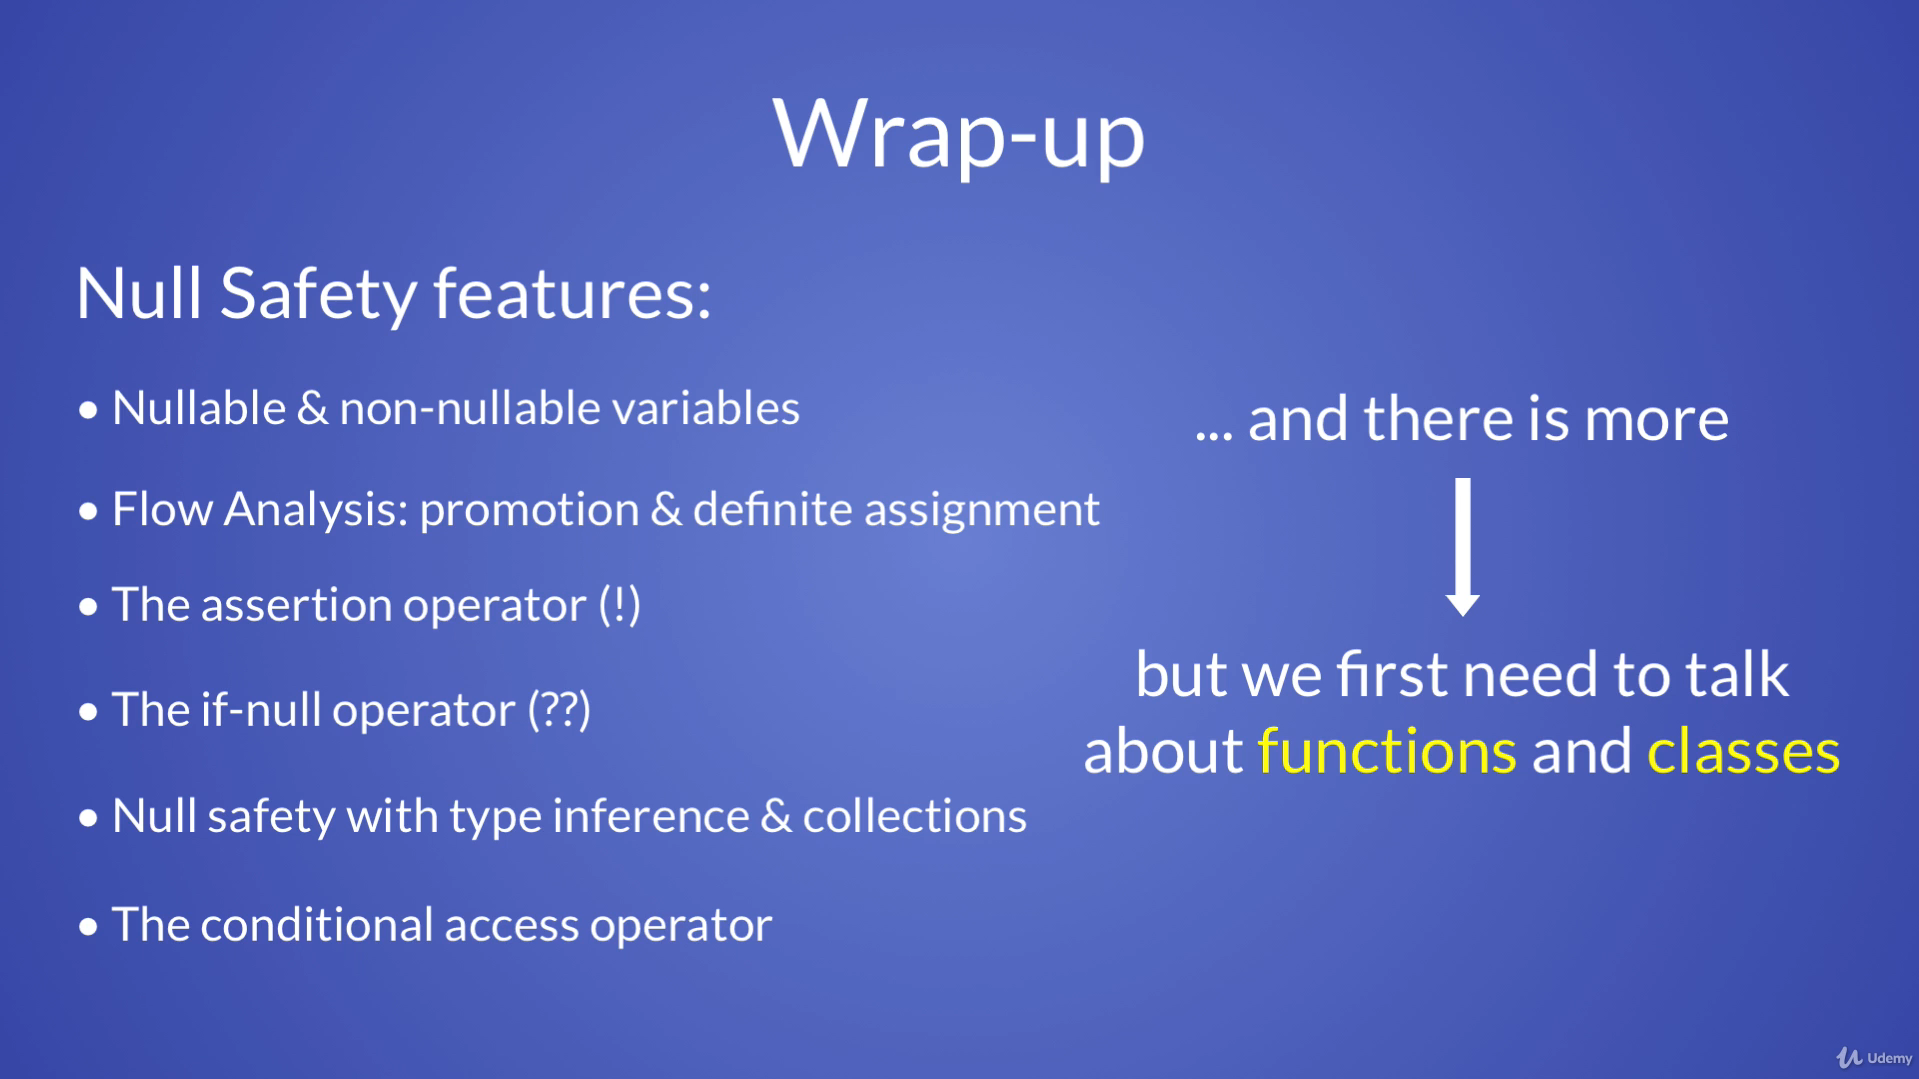 Wrap-up
Null Safety features:
• Nullable & non-nullable variables
• Flow Analysis: promotion & definite assignment
• The assertion operator (!)
• The if-null operator (??)
• Null safety with type inference & collections
• The conditional access operator
... and there is more
but we first need to talk
about functions and classes
Udemy